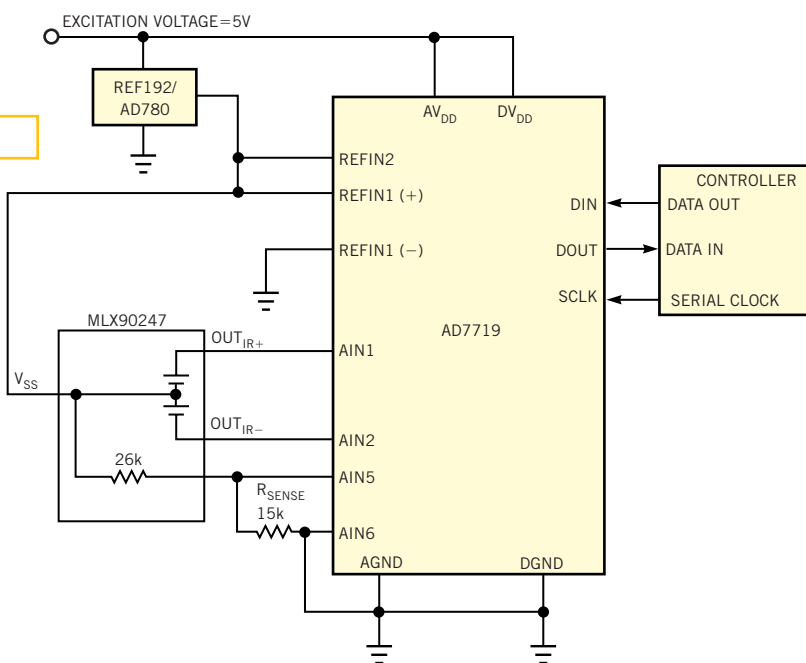 EXCITATION VOLTAGE=5V
REF192/
AD780
AV_DD
DV_DD
REFIN2
REFIN1 (+)
REFIN1 (−)
DIN
DOUT
SCLK
CONTROLLER
DATA OUT
DATA IN
SERIAL CLOCK
AD7719
MLX90247
OUT_IR+
AIN1
V_SS
OUT_IR−
AIN2
26k
AIN5
R_SENSE
15k
AIN6
AGND
DGND